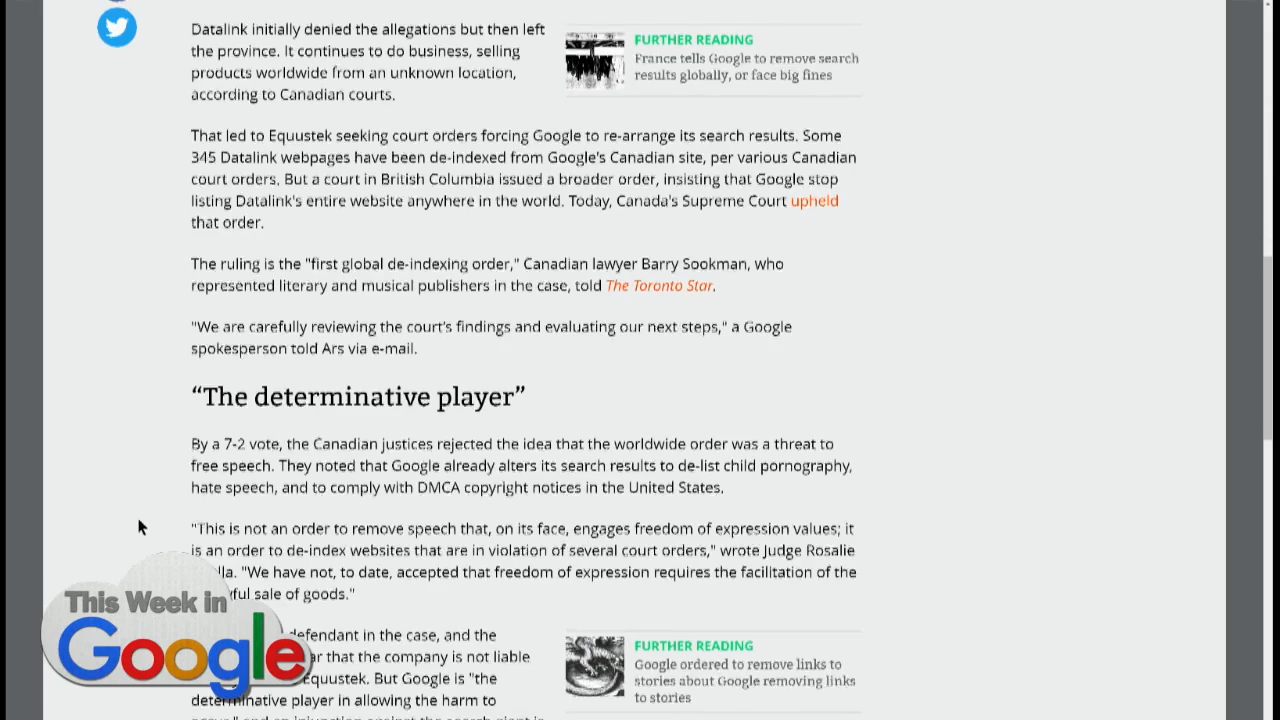 Datalink initially denied the allegations but then left
the province. It continues to do business, selling
products worldwide from an unknown location,
according to Canadian courts.
FURTHER READING
France tells Google to remove search
results globally, or face big fines
That led to Equustek seeking court orders forcing Google to re-arrange its search results. Some
345 Datalink webpages have been de-indexed from Google's Canadian site, per various Canadian
court orders. But a court in British Columbia issued a broader order, insisting that Google stop
listing Datalink's entire website anywhere in the world. Today, Canada's Supreme Court upheld
that order.
The ruling is the "first global de-indexing order," Canadian lawyer Barry Sookman, who
represented literary and musical publishers in the case, told The Toronto Star.
"We are carefully reviewing the court's findings and evaluating our next steps," a Google
spokesperson told Ars via e-mail.
“The determinative player”
By a 7-2 vote, the Canadian justices rejected the idea that the worldwide order was a threat to
free speech. They noted that Google already alters its search results to de-list child pornography,
hate speech, and to comply with DMCA copyright notices in the United States.
"This is not an order to remove speech that, on its face, engages freedom of expression values; it
is an order to de-index websites that are in violation of several court orders," wrote Judge Rosalie
"We have not, to date, accepted that freedom of expression requires the facilitation of the
sale of goods."
defendant in the case, and the
that the company is not liable
Equustek. But Google is "the
determinative player in allowing the harm to
FURTHER READING
Google ordered to remove links to
stories about Google removing links
to stories
This Week in
Google